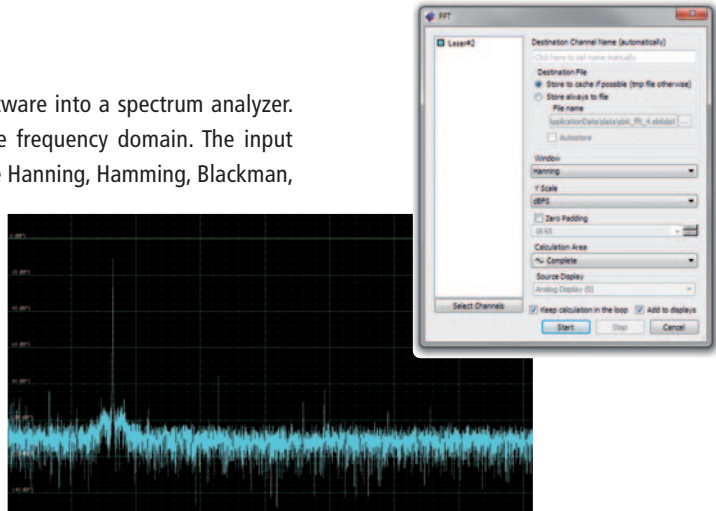 tware into a spectrum analyzer.
e frequency domain. The input
e Hanning, Hamming, Blackman,
FFT
Laser#2
Select Channels
Destination Channel Name (automatically)
Click here to set name manually
Destination File
Store to cache if possible (tmp file otherwise)
Store always to file
File name
...
Autostore
Window
Hanning
Y Scale
dBFS
Zero Padding
16 kS
Calculation Area
Complete
Source Display
Analog Display (0)
Keep calculation in the loop Add to displays
Start Stop Cancel